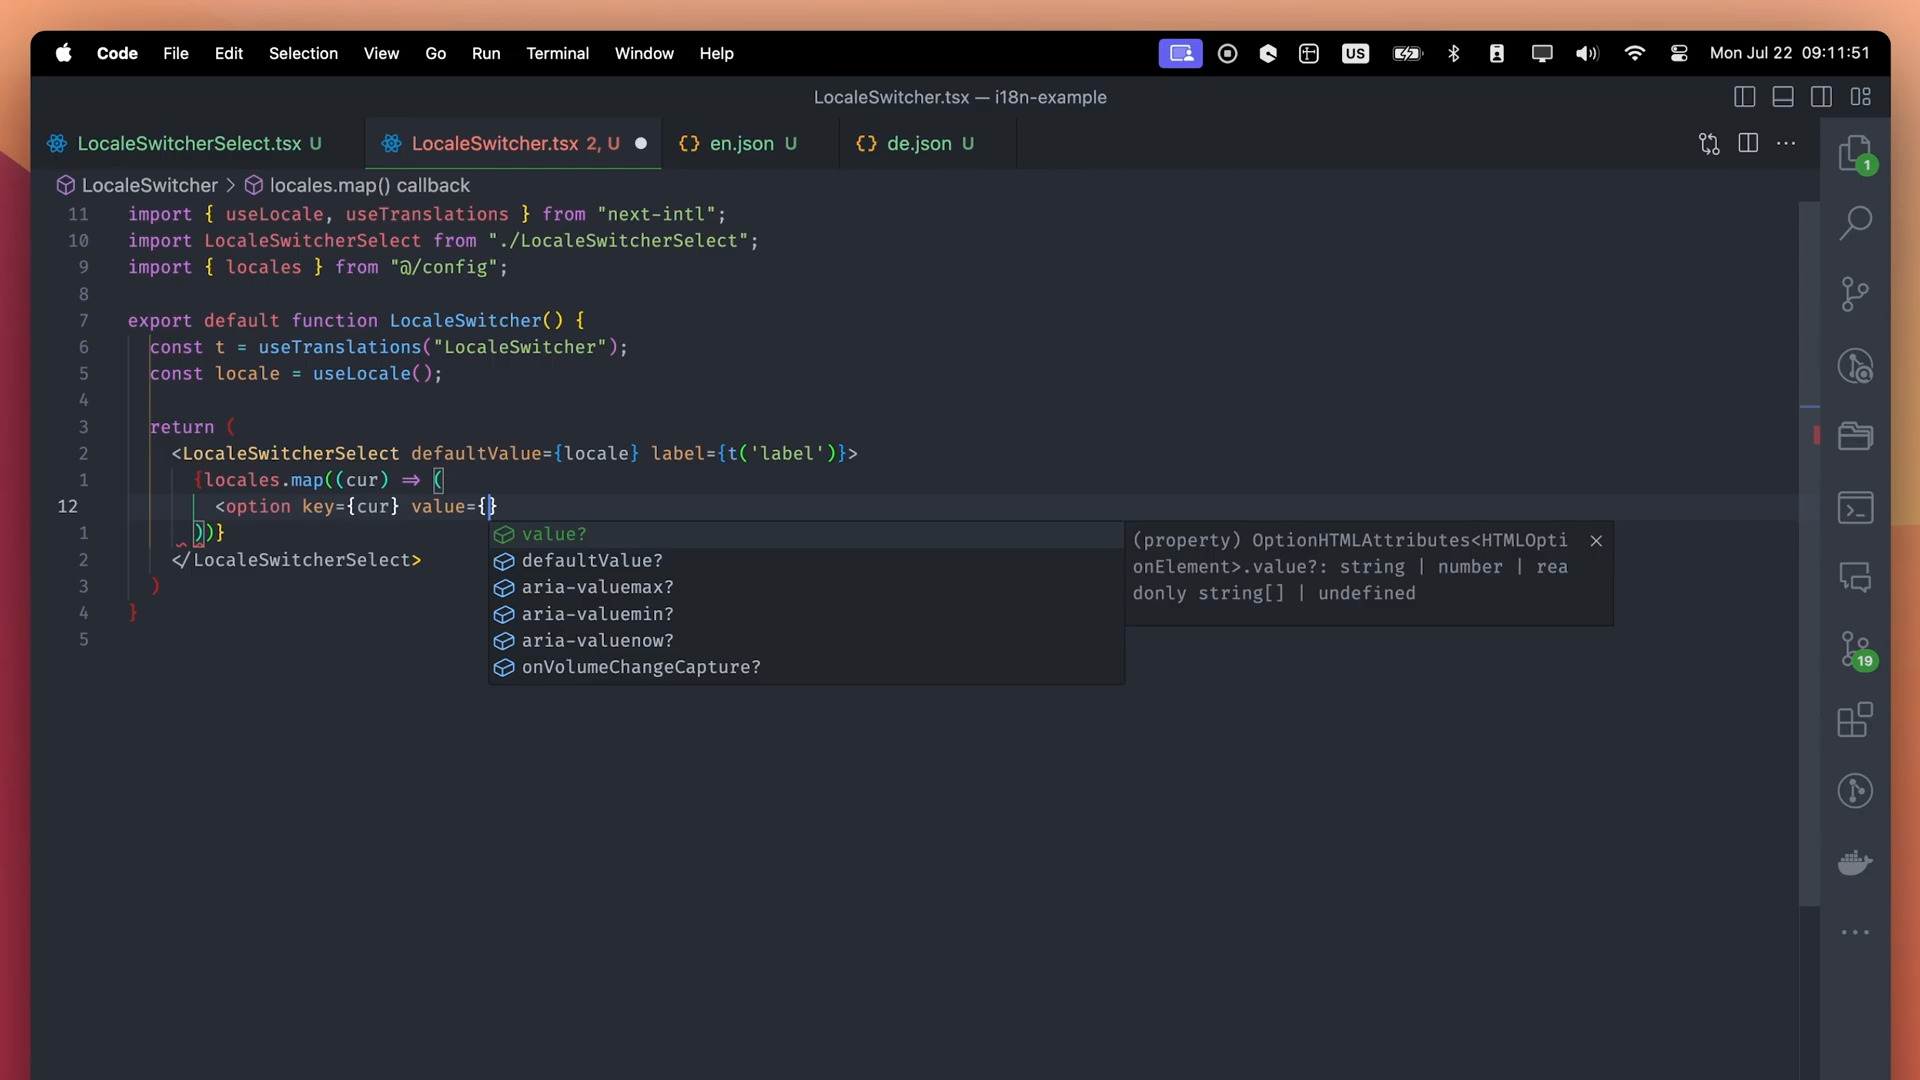 Code File Edit Selection View Go Run Terminal Window Help US Mon Jul 22 09:11:51
LocaleSwitcher.tsx — i18n-example
LocaleSwitcherSelect.tsx U LocaleSwitcher.tsx 2, U {} en.json U {} de.json U
LocaleSwitcher > locales.map() callback
11 import { useLocale, useTranslations } from "next-intl";
10 import LocaleSwitcherSelect from "./LocaleSwitcherSelect";
9 import { locales } from "@/config";
8
7 export default function LocaleSwitcher() {
6 const t = useTranslations("LocaleSwitcher");
5 const locale = useLocale();
4
3 return (
2 <LocaleSwitcherSelect defaultValue={locale} label={t('label')}>
1 {locales.map((cur) => (
12 <option key={cur} value={}
1 ))}
2 </LocaleSwitcherSelect>
3 )
4 }
5
value?
defaultValue?
aria-valuemax?
aria-valuemin?
aria-valuenow?
onVolumeChangeCapture?
(property) OptionHTMLAttributes<HTMLOpti
onElement>.value?: string | number | rea
donly string[] | undefined
1
19